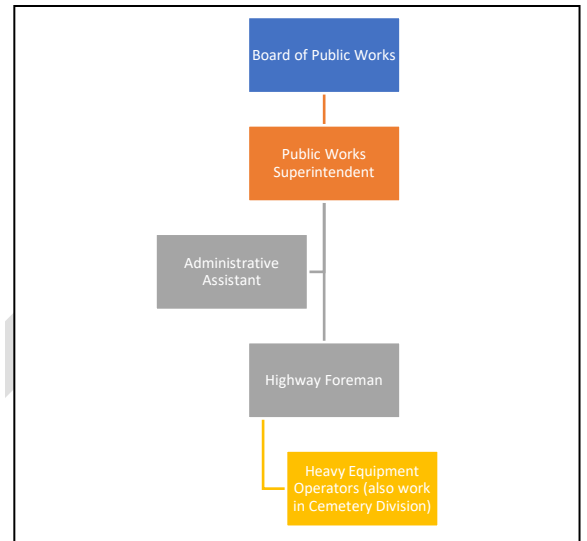 Board of Public Works
Public Works
Superintendent
Administrative
Assistant
Highway Foreman
Heavy Equipment
Operators (also work
in Cemetery Division)